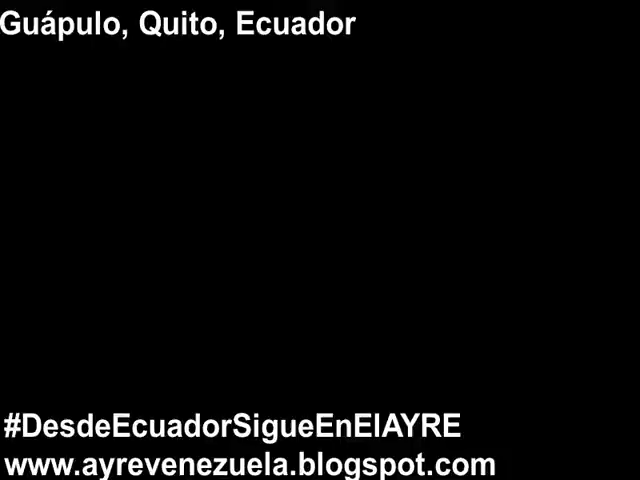 Guápulo, Quito, Ecuador
#DesdeEcuadorSigueEnElAYRE
www.ayrevenezuela.blogspot.com